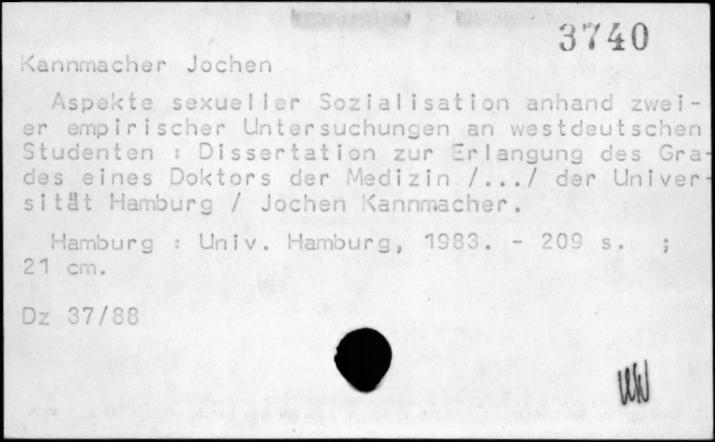 3740
Kannmacher Jochen
Aspekte sexueller Sozialisation anhand zwei-
er empirischer Untersuchungen an westdeutschen
Studenten : Dissertation zur Erlangung des Gra-
des eines Doktors der Medizin /.../ der Univer-
sität Hamburg / Jochen Kannmacher.
Hamburg : Univ. Hamburg, 1983. - 209 s. ;
21 cm.
Dz 37/88